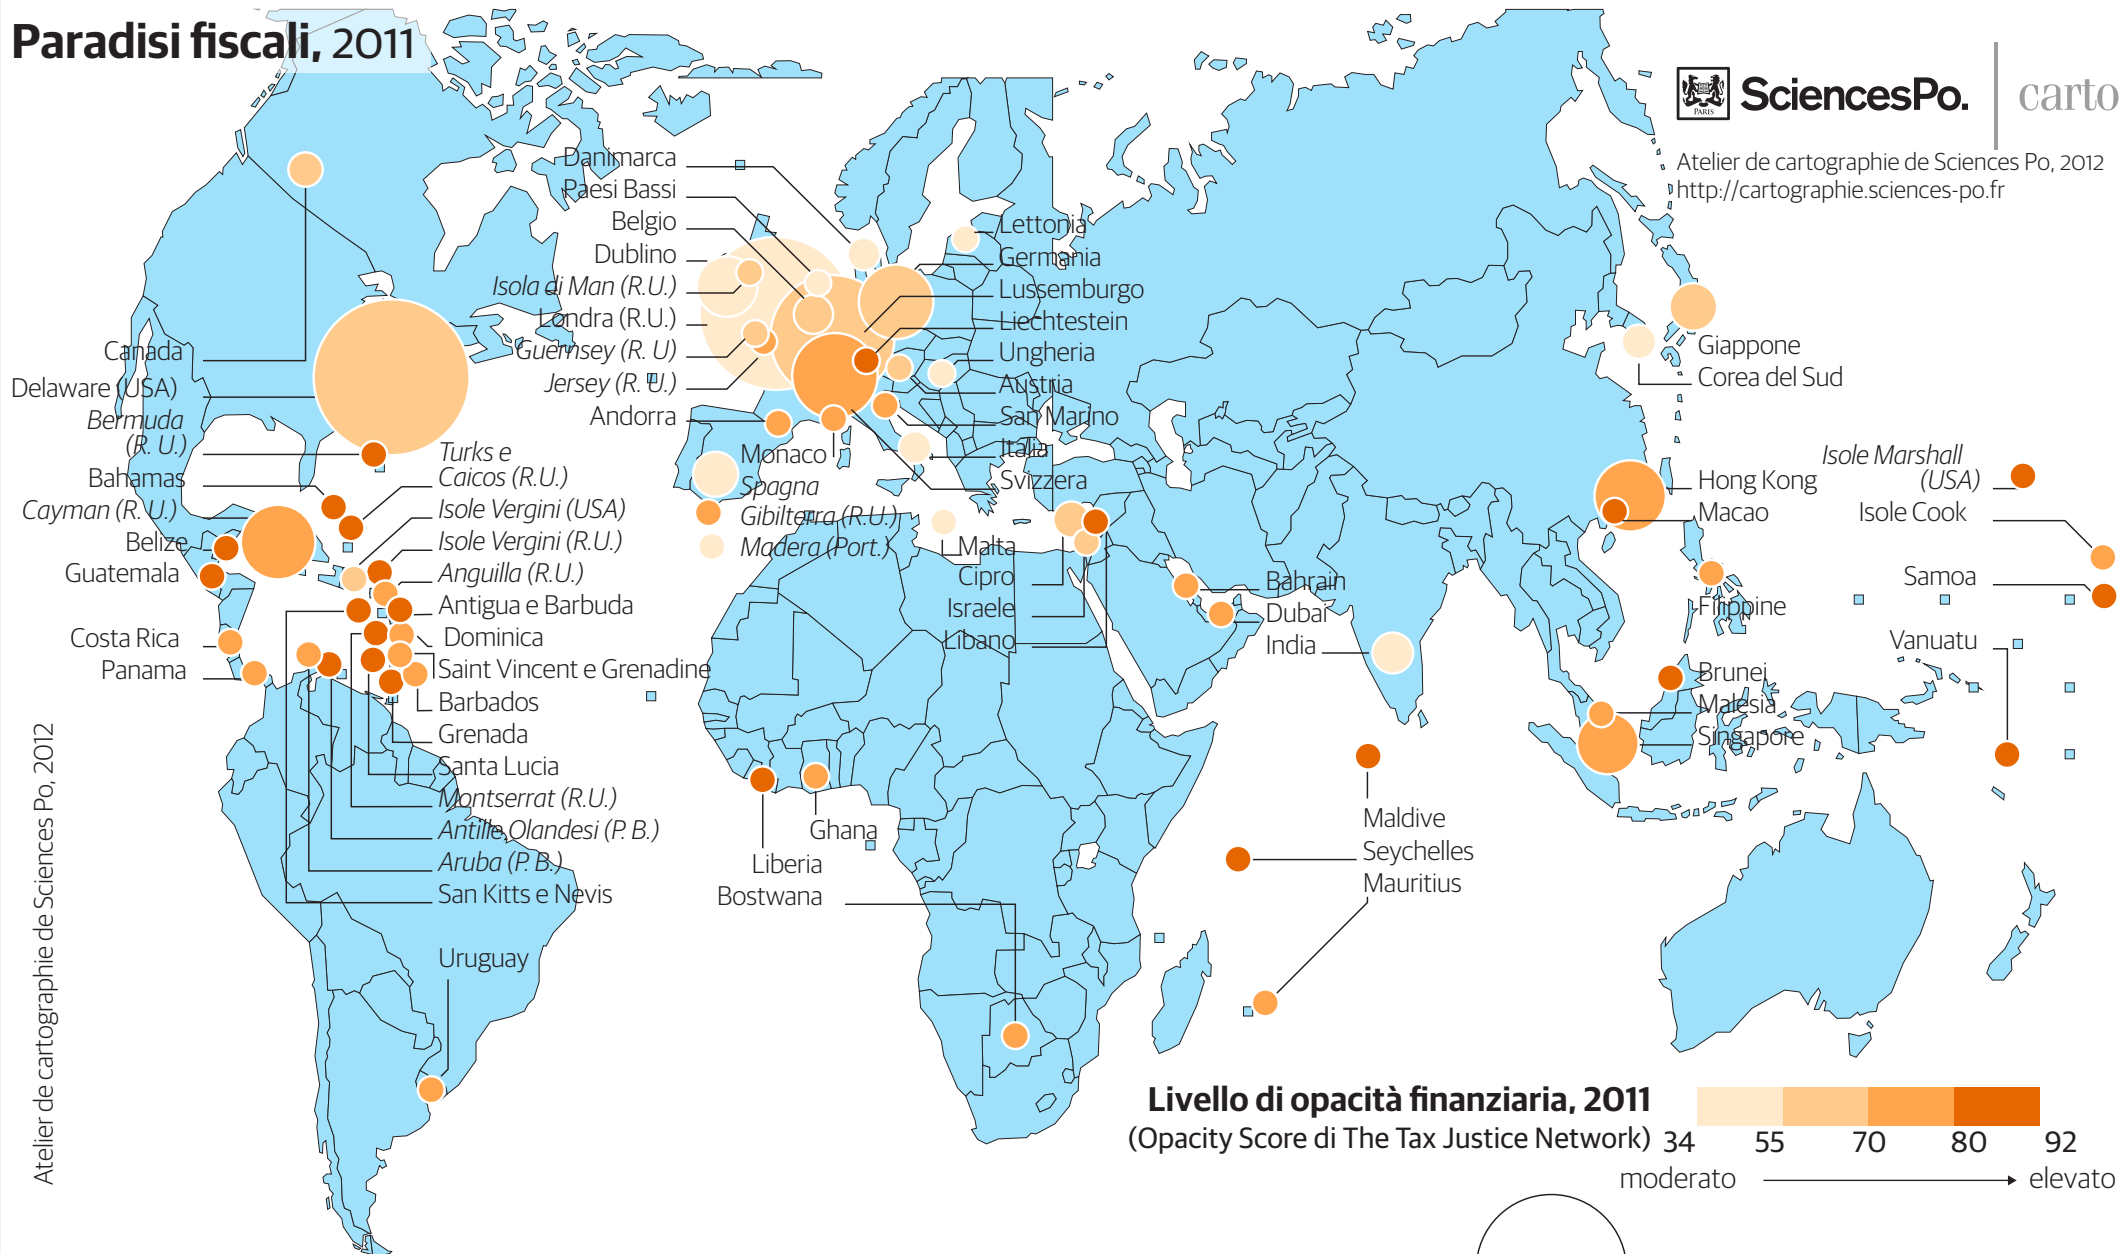 Paradisi fiscali, 2011
PARIS
SciencesPo.
carto
Atelier de cartographie de Sciences Po, 2012
http://cartographie.sciences-po.fr
Danimarca
Paesi Bassi
Belgio
Dublino
Isola di Man (R.U.)
Londra (R.U.)
Guernsey (R. U)
Jersey (R. U.)
Andorra
Lettonia
Germania
Lussemburgo
Liechtestein
Ungheria
Austria
San Marino
Italia
Svizzera
Monaco
Spagna
Gibilterra (R.U.)
Madera (Port.)
Malta
Cipro
Israele
Libano
Canada
Delaware (USA)
Bermuda
(R. U.)
Bahamas
Cayman (R. U.)
Belize
Guatemala
Costa Rica
Panama
Turks e
Caicos (R.U.)
Isole Vergini (USA)
Isole Vergini (R.U.)
Anguilla (R.U.)
Antigua e Barbuda
Dominica
Saint Vincent e Grenadine
Barbados
Grenada
Santa Lucia
Montserrat (R.U.)
Antille Olandesi (P. B.)
Aruba (P. B.)
San Kitts e Nevis
Uruguay
Ghana
Liberia
Bostwana
Bahrain
Dubai
India
Maldive
Seychelles
Mauritius
Giappone
Corea del Sud
Hong Kong
Macao
Filippine
Brunei
Malesia
Singapore
Isole Marshall
(USA)
Isole Cook
Samoa
Vanuatu
Atelier de cartographie de Sciences Po, 2012
Livello di opacità finanziaria, 2011
(Opacity Score di The Tax Justice Network)
34 55 70 80 92
moderato elevato